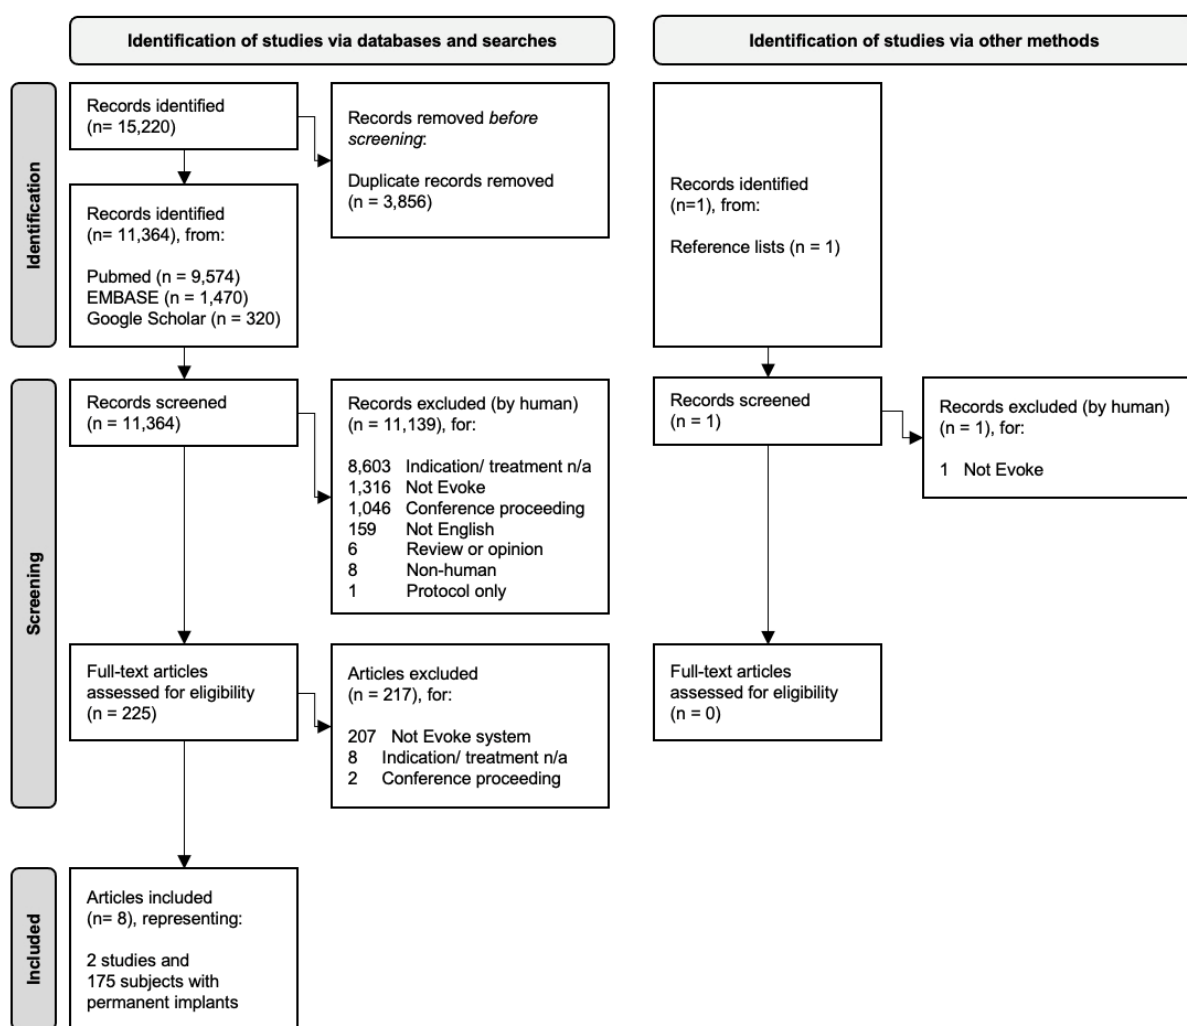 Identification of studies via databases and searches
Identification of studies via other methods
Identification
Records identified
(n= 15,220)
Records removed before
screening:
Duplicate records removed
(n = 3,856)
Records identified
(n= 11,364), from:
Pubmed (n = 9,574)
EMBASE (n = 1,470)
Google Scholar (n = 320)
Records identified
(n=1), from:
Reference lists (n = 1)
Screening
Records screened
(n = 11,364)
Records excluded (by human)
(n = 11,139), for:
8,603 Indication/ treatment n/a
1,316 Not Evoke
1,046 Conference proceeding
159 Not English
6 Review or opinion
8 Non-human
1 Protocol only
Records screened
(n = 1)
Records excluded (by human)
(n = 1), for:
1 Not Evoke
Full-text articles
assessed for eligibility
(n = 225)
Articles excluded
(n = 217), for:
207 Not Evoke system
8 Indication/ treatment n/a
2 Conference proceeding
Full-text articles
assessed for eligibility
(n = 0)
Included
Articles included
(n= 8), representing:
2 studies and
175 subjects with
permanent implants